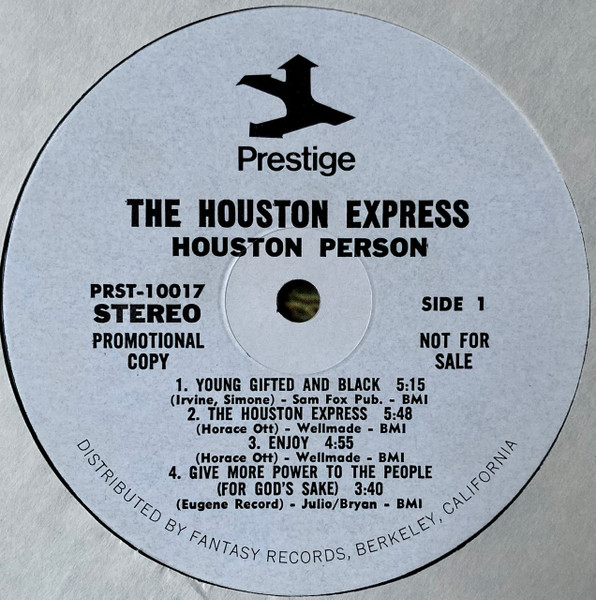 Prestige
THE HOUSTON EXPRESS
HOUSTON PERSON
PRST-10017
STEREO
PROMOTIONAL
COPY
SIDE 1
NOT FOR
SALE
1. YOUNG GIFTED AND BLACK 5:15
(Irvine, Simone) - Sam Fox Pub. - BMI
2. THE HOUSTON EXPRESS 5:48
(Horace Ott) - Wellmade - BMI
3. ENJOY 4:55
(Horace Ott) - Wellmade - BMI
4. GIVE MORE POWER TO THE PEOPLE
(FOR GOD'S SAKE) 3:40
(Eugene Record) - Julio/Bryan - BMI
DISTRIBUTED BY FANTASY RECORDS, BERKELEY, CALIFORNIA